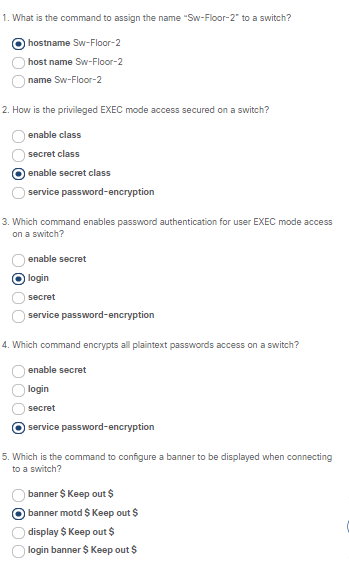 1. What is the command to assign the name “Sw-Floor-2” to a switch?
hostname Sw-Floor-2
host name Sw-Floor-2
name Sw-Floor-2
2. How is the privileged EXEC mode access secured on a switch?
enable class
secret class
enable secret class
service password-encryption
3. Which command enables password authentication for user EXEC mode access
on a switch?
enable secret
login
secret
service password-encryption
4. Which command encrypts all plaintext passwords access on a switch?
enable secret
login
secret
service password-encryption
5. Which is the command to configure a banner to be displayed when connecting
to a switch?
banner $ Keep out $
banner motd $ Keep out $
display $ Keep out $
login banner $ Keep out $